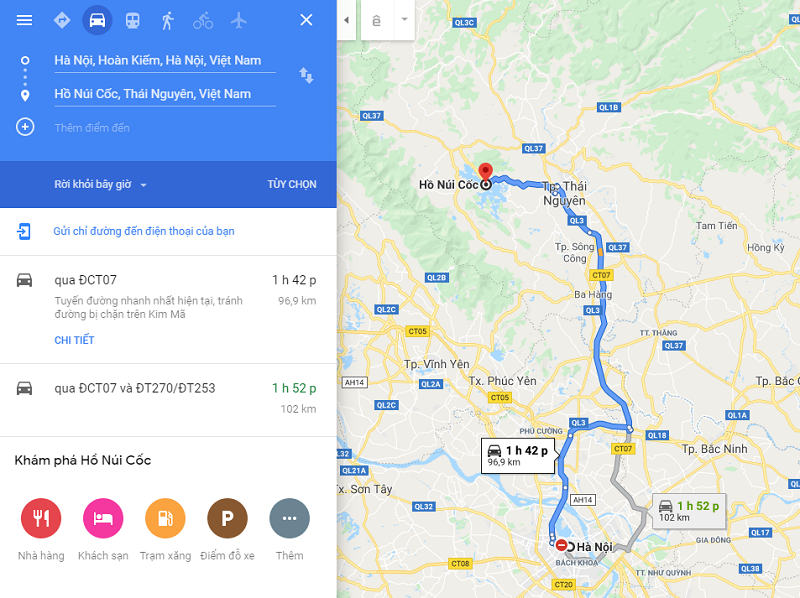 Hà Nội, Hoàn Kiếm, Hà Nội, Việt Nam
Hồ Núi Cốc, Thái Nguyên, Việt Nam
Thêm điểm đến
Rời khỏi bây giờ
TÙY CHỌN
Gửi chỉ đường đến điện thoại của bạn
qua ĐCT07
1 h 42 p
Tuyến đường nhanh nhất hiện tại, tránh
96,9 km
đường bị chặn trên Kim Mã
CHI TIẾT
qua ĐCT07 và ĐT270/ĐT253
1 h 52 p
102 km
Khám phá Hồ Núi Cốc
P
Nhà hàng
Khách sạn
Trạm xăng
Điểm đỗ xe
Thêm
QL3C
QL37
QL1B
QL37
Hồ Núi Cốc
Tp. Thái
Nguyên
QL3
Tam Tiến
Tp. Sông
Công
QL37
Hồng Kỳ
CT07
QL2B
Ba Hàng
QL2C
QL3
CT05
TT. THẮNG
QL37
Tp. Vĩnh Yên
AH14
QL2A
Tx. Phúc Yên
Tp. Bắc G
CT05
QL2C
QL1A
QL3
PHÚ CƯỜNG
QL18
1 h 42 p
96,9 km
CT07
Tp. Bắc Ninh
L32
QL21A
Tx. Sơn Tây
AH14
QL32
1 h 52 p
102 km
QL17
GIA ĐÔNG
Hà Nội
BÁCH KHOA
CT08
TT. NHƯ QUỲNH
QL38
CT20